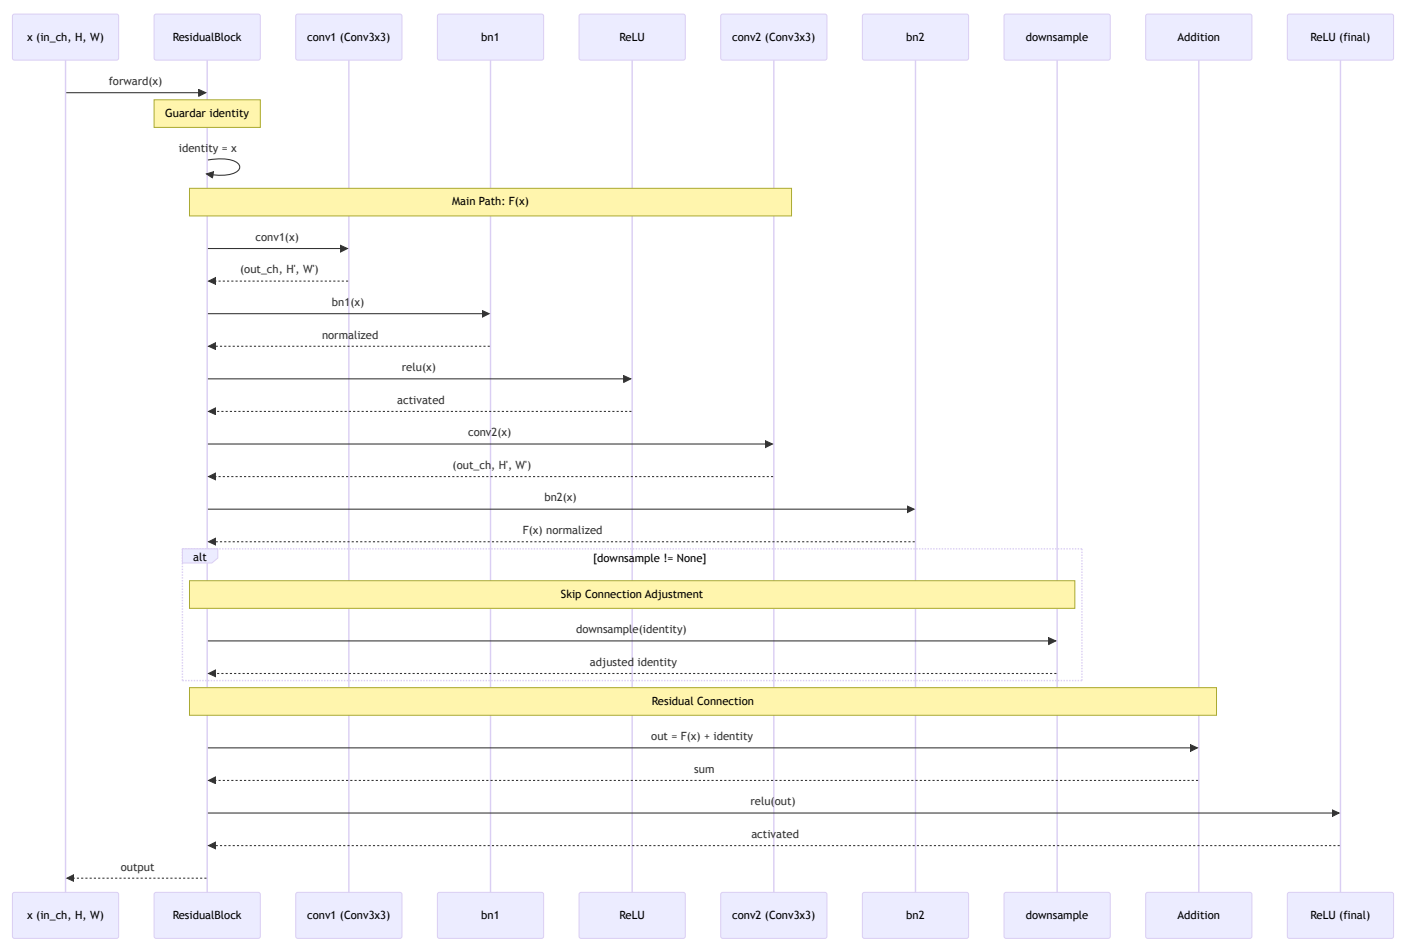 x (in_ch, H, W)
ResidualBlock
conv1 (Conv3x3)
bn1
ReLU
conv2 (Conv3x3)
bn2
downsample
Addition
ReLU (final)
forward(x)
Guardar identity
identity = x
Main Path: F(x)
conv1(x)
(out_ch, H', W')
bn1(x)
normalized
relu(x)
activated
conv2(x)
(out_ch, H', W')
bn2(x)
F(x) normalized
alt
[downsample != None]
Skip Connection Adjustment
downsample(identity)
adjusted identity
Residual Connection
out = F(x) + identity
sum
relu(out)
activated
output
x (in_ch, H, W)
ResidualBlock
conv1 (Conv3x3)
bn1
ReLU
conv2 (Conv3x3)
bn2
downsample
Addition
ReLU (final)